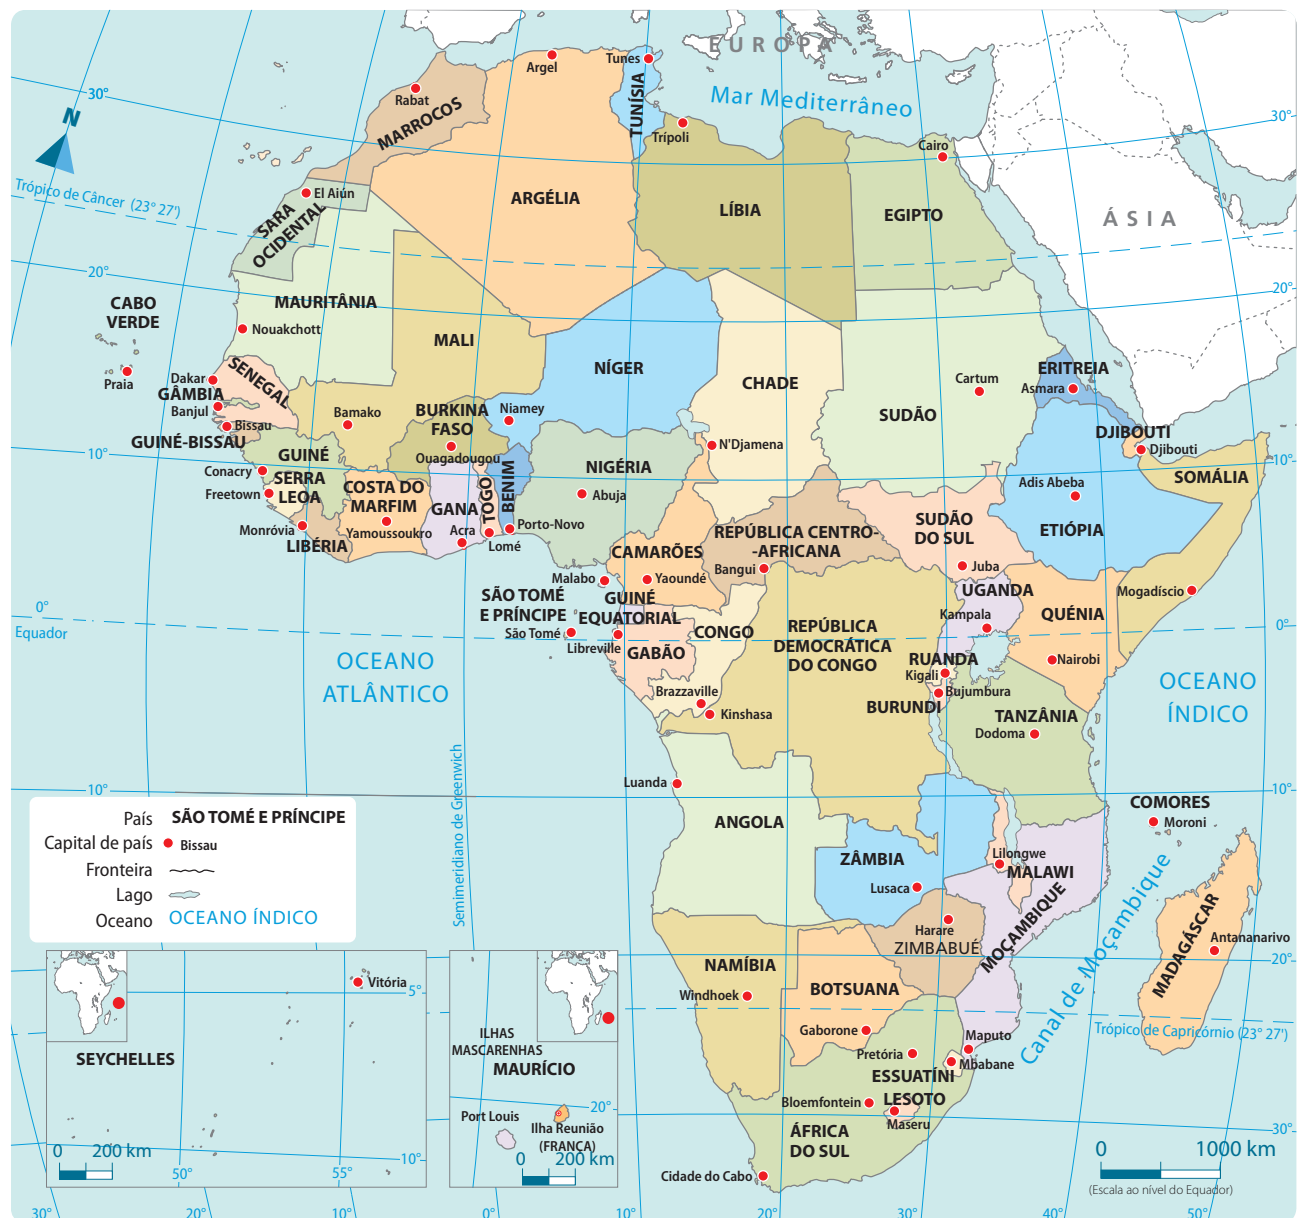 EUROPA
Argel
Tunes
TUNÍSIA
Mar Mediterrâneo
30°
N
Rabat
MARROCOS
Trípoli
Cairo
30°
Trópico de Câncer (23° 27')
El Aiún
SARA
OCIDENTAL
ARGÉLIA
LÍBIA
EGIPTO
ÁSIA
20°
20°
CABO
VERDE
Praia
MAURITÂNIA
Nouakchott
MALI
NÍGER
CHADE
SUDÃO
Cartum
ERITREIA
Asmara
Dakar
SENEGAL
GÂMBIA
Banjul
Bissau
GUINÉ-BISSAU
Bamako
BURKINA
FASO
Ouagadougou
Niamey
N'Djamena
DJIBOUTI
Djibouti
10°
10°
GUINÉ
Conacry
SERRA
LEOA
Freetown
Monróvia
LIBÉRIA
COSTA DO
MARFIM
Yamoussoukro
GANA
Acra
TOGO
Lomé
BENIM
Porto-Novo
NIGÉRIA
Abuja
SOMÁLIA
Adis Abeba
ETIÓPIA
SUDÃO
DO SUL
Juba
REPÚBLICA CENTRO-
-AFRICANA
Bangui
CAMARÕES
Yaoundé
Malabo
GUINÉ
EQUATORIAL
SÃO TOMÉ
E PRÍNCIPE
São Tomé
Libreville
GABÃO
CONGO
Brazzaville
Kinshasa
REPÚBLICA
DEMOCRÁTICA
DO CONGO
UGANDA
Kampala
QUÉNIA
Nairobi
Mogadíscio
0°
Equador
0°
RUANDA
Kigali
Bujumbura
BURUNDI
TANZÂNIA
Dodoma
OCEANO
ATLÂNTICO
OCEANO
ÍNDICO
Semimeridiano de Greenwich
10°
10°
Luanda
ANGOLA
ZÂMBIA
Lusaca
Lilongwe
MALAWI
MOÇAMBIQUE
COMORES
Moroni
Canal de Moçambique
MADAGÁSCAR
Antananarivo
Harare
ZIMBABUÉ
NAMÍBIA
Windhoek
BOTSUANA
Gaborone
20°
Trópico de Capricórnio (23° 27')
Pretória
Maputo
Mbabane
ESSUATÍNI
LESOTO
Bloemfontein
Maseru
ÁFRICA
DO SUL
Cidade do Cabo
30°
País
SÃO TOMÉ E PRÍNCIPE
Capital de país
Bissau
Fronteira
Lago
Oceano
OCEANO ÍNDICO
Vitória
5°
SEYCHELLES
0
200 km
50°
55°
10°
ILHAS
MASCARENHAS
MAURÍCIO
20°
Port Louis
Ilha Reunião
(FRANÇA)
0
200 km
0
1000 km
(Escala ao nível do Equador)
30°
20°
10°
0°
10°
20°
30°
40°
50°